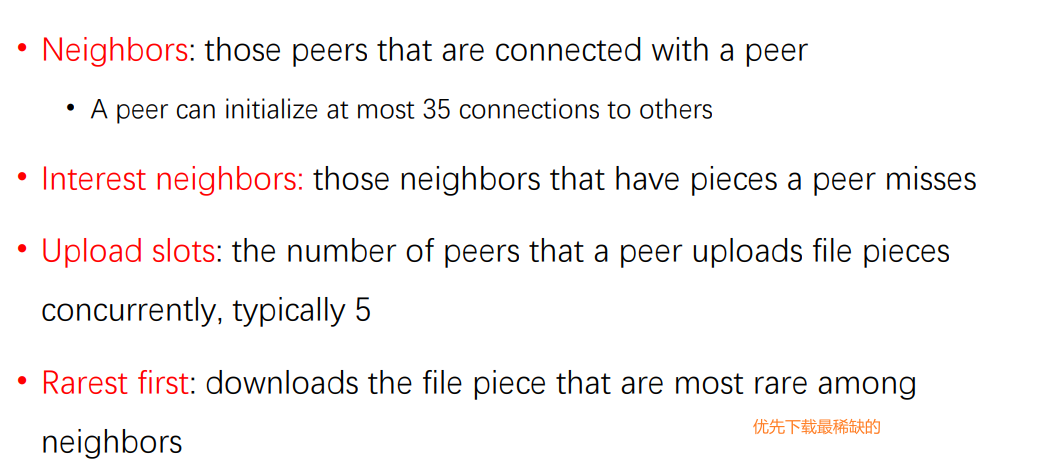 • Neighbors: those peers that are connected with a peer
• A peer can initialize at most 35 connections to others
• Interest neighbors: those neighbors that have pieces a peer misses
• Upload slots: the number of peers that a peer uploads file pieces
concurrently, typically 5
• Rarest first: downloads the file piece that are most rare among
优先下载最稀缺的
neighbors